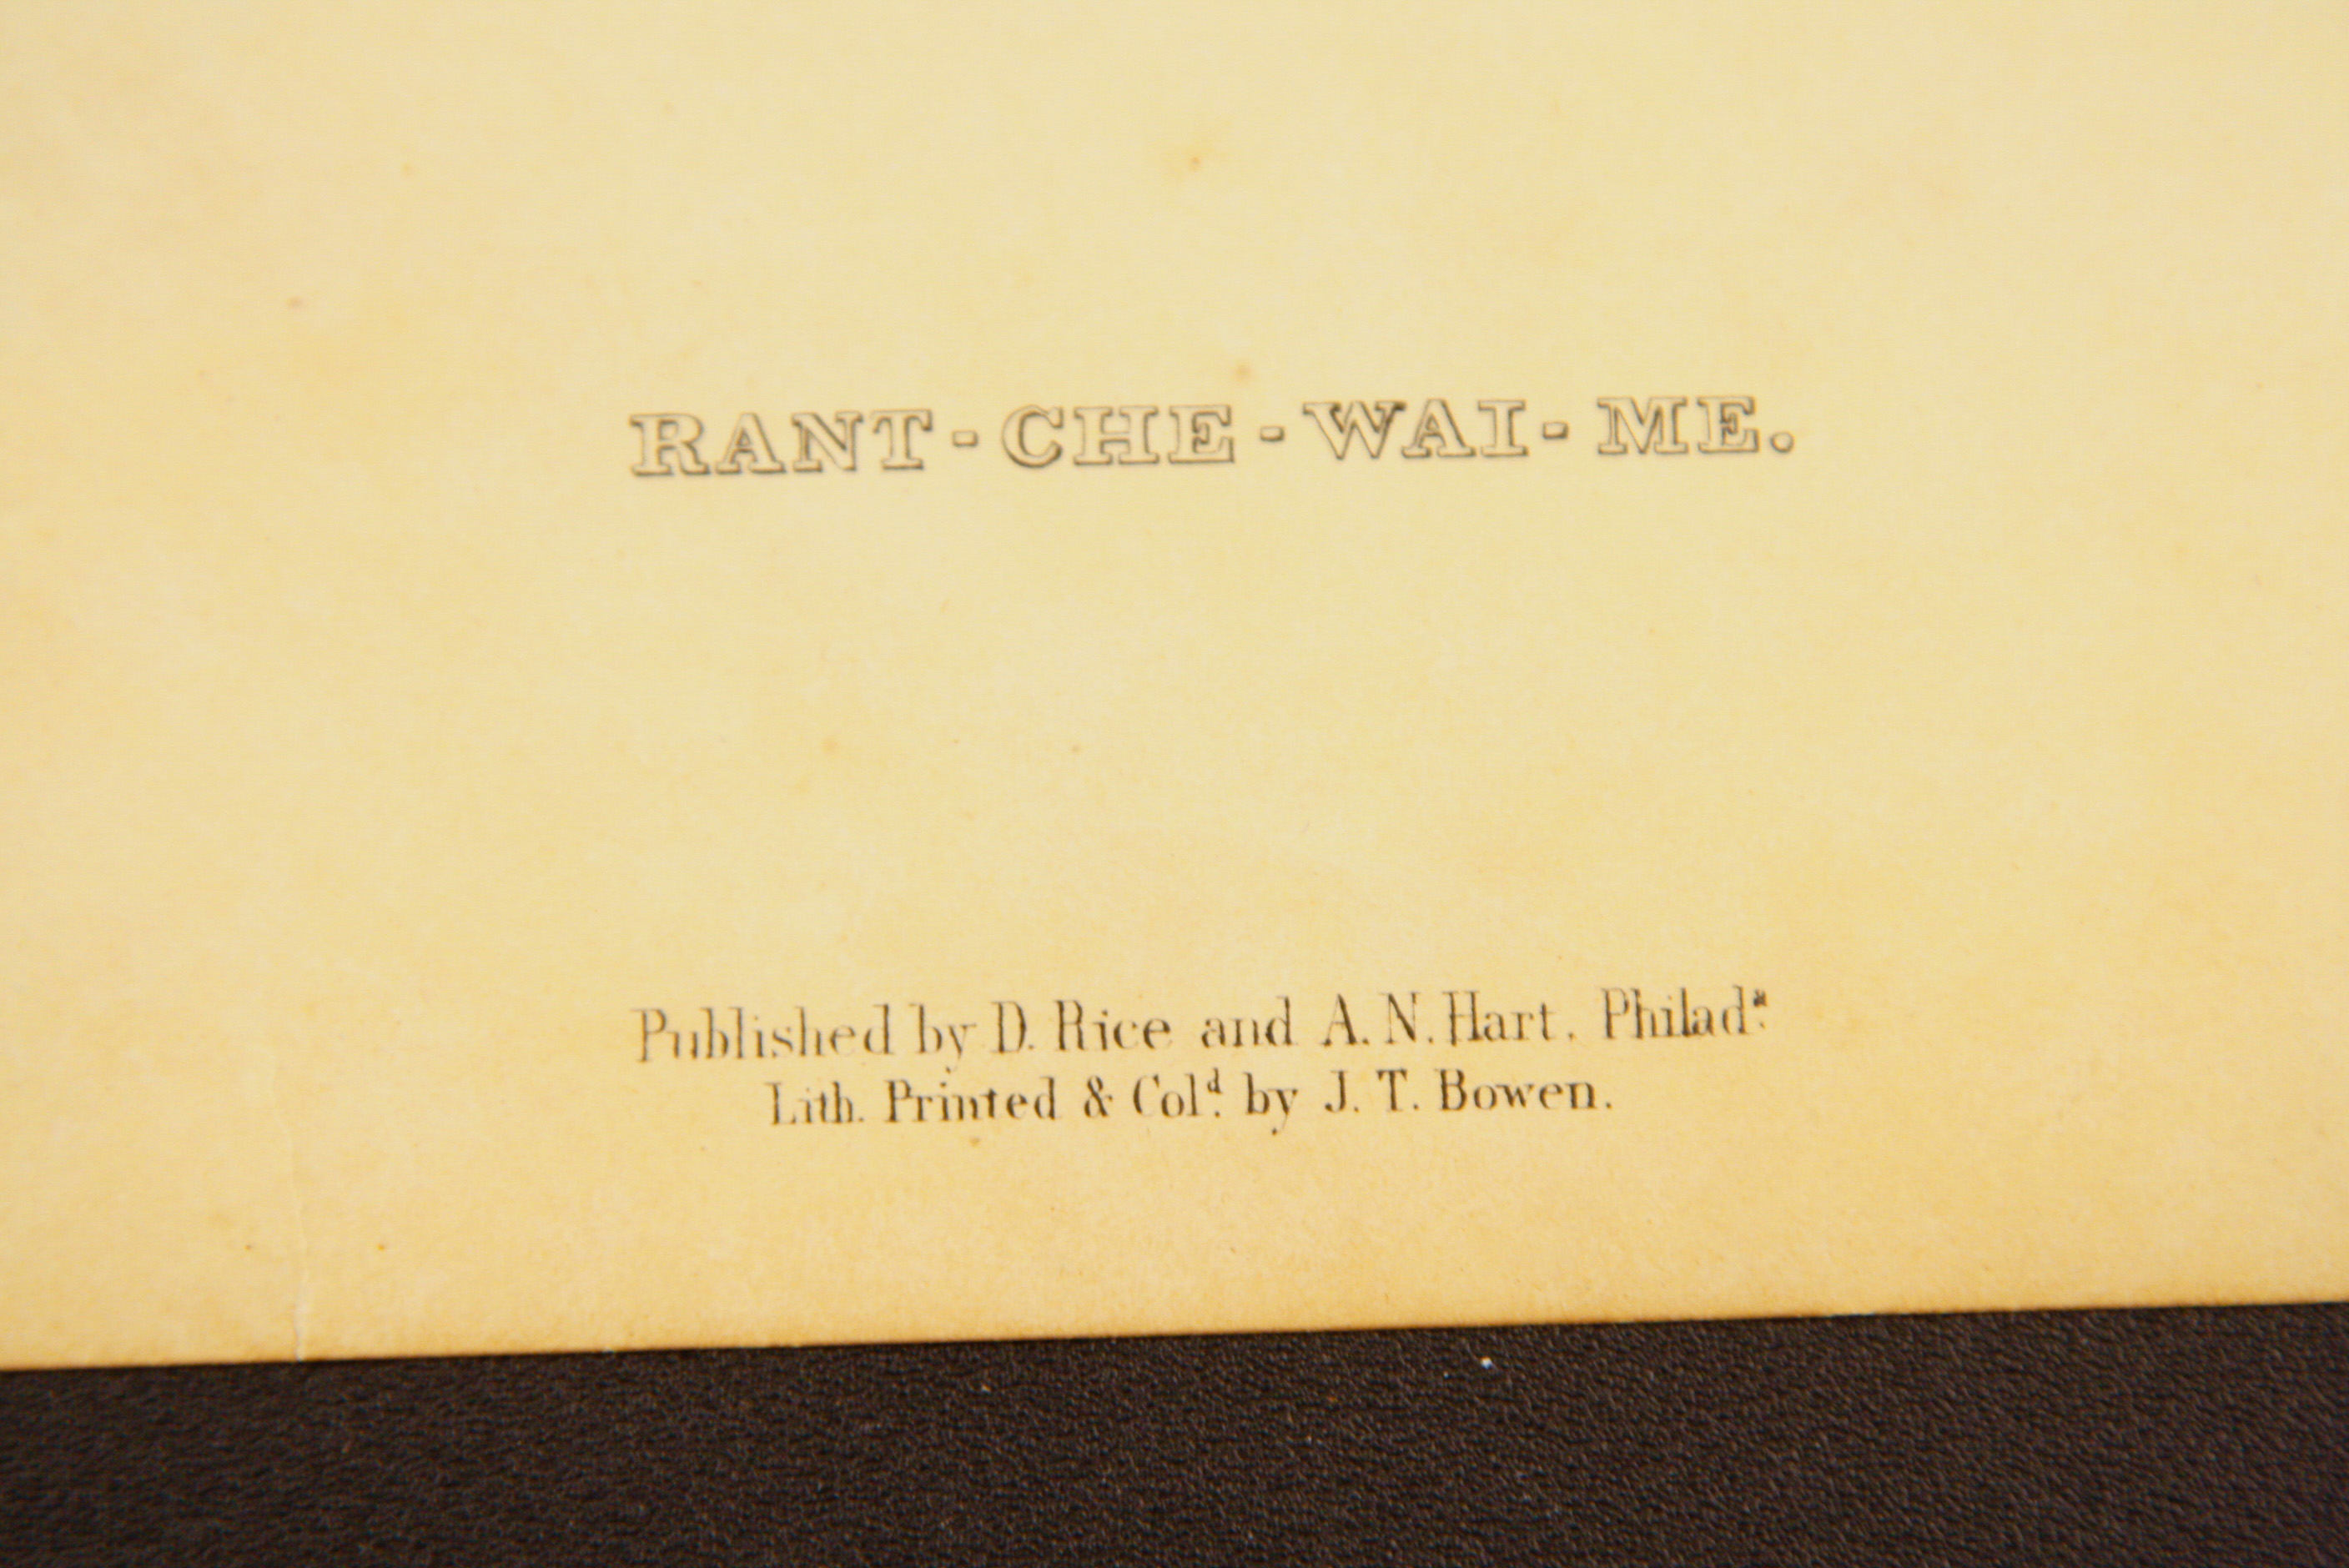 RANT-CHE-WAI-ME.
Published by D. Rice and A. N. Hart. Philadᵃ.
Lith. Printed & Colᵈ. by J. T. Bowen.